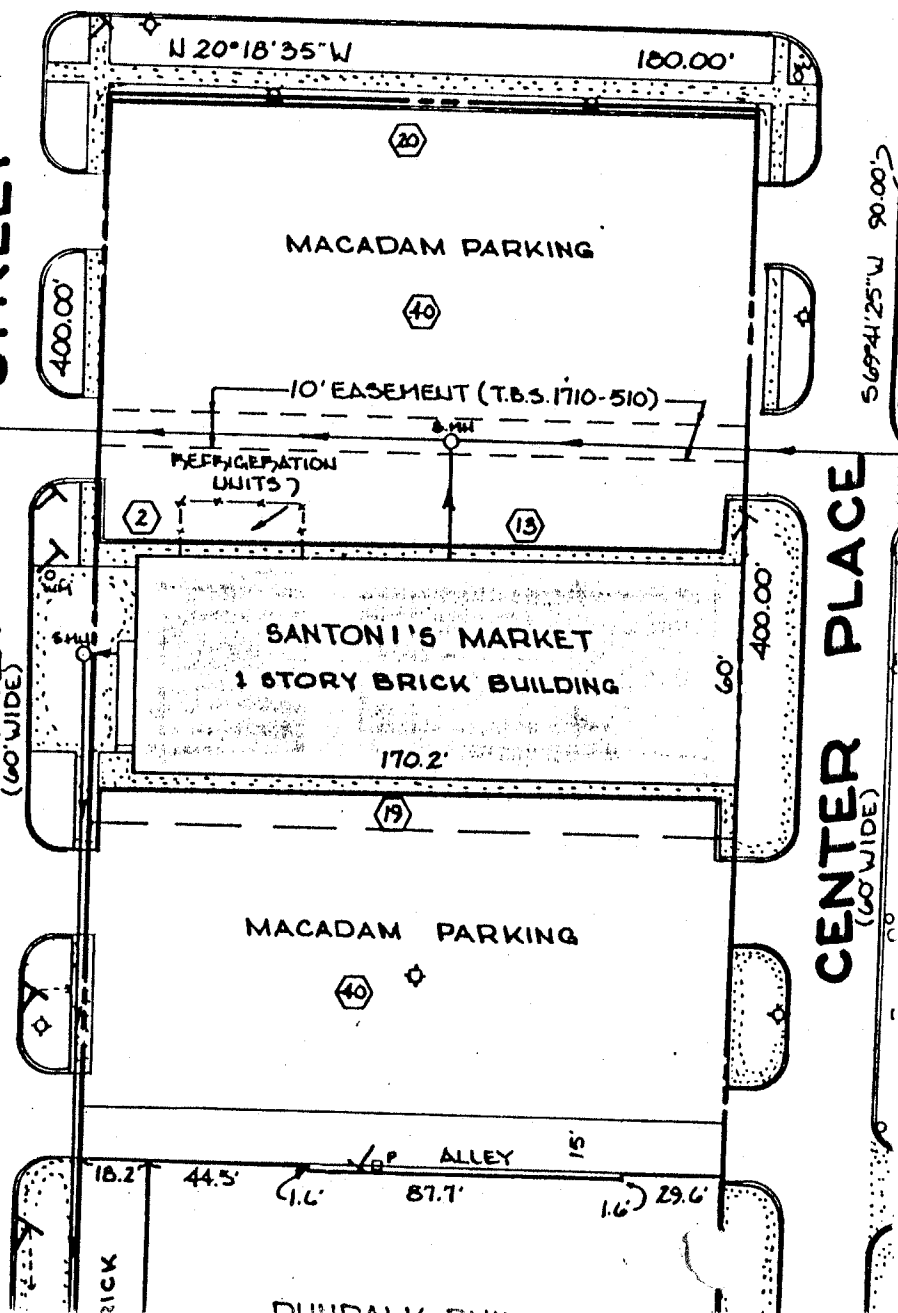 N 20°18'35"W 180.00'
20
MACADAM PARKING
40
400.00'
S 69°41'25"W 90.00'
10' EASEMENT (T.B.S. 1710-510)
S.MH
REFRIGERATION
UNITS
2
13
SANTONI'S MARKET
1 STORY BRICK BUILDING
170.2'
60'
400.00'
CENTER PLACE
(60' WIDE)
WM
S.MH
(60' WIDE)
19
MACADAM PARKING
40
P ALLEY 15'
18.2' 44.5' 1.6' 87.7' 1.6' 29.6'